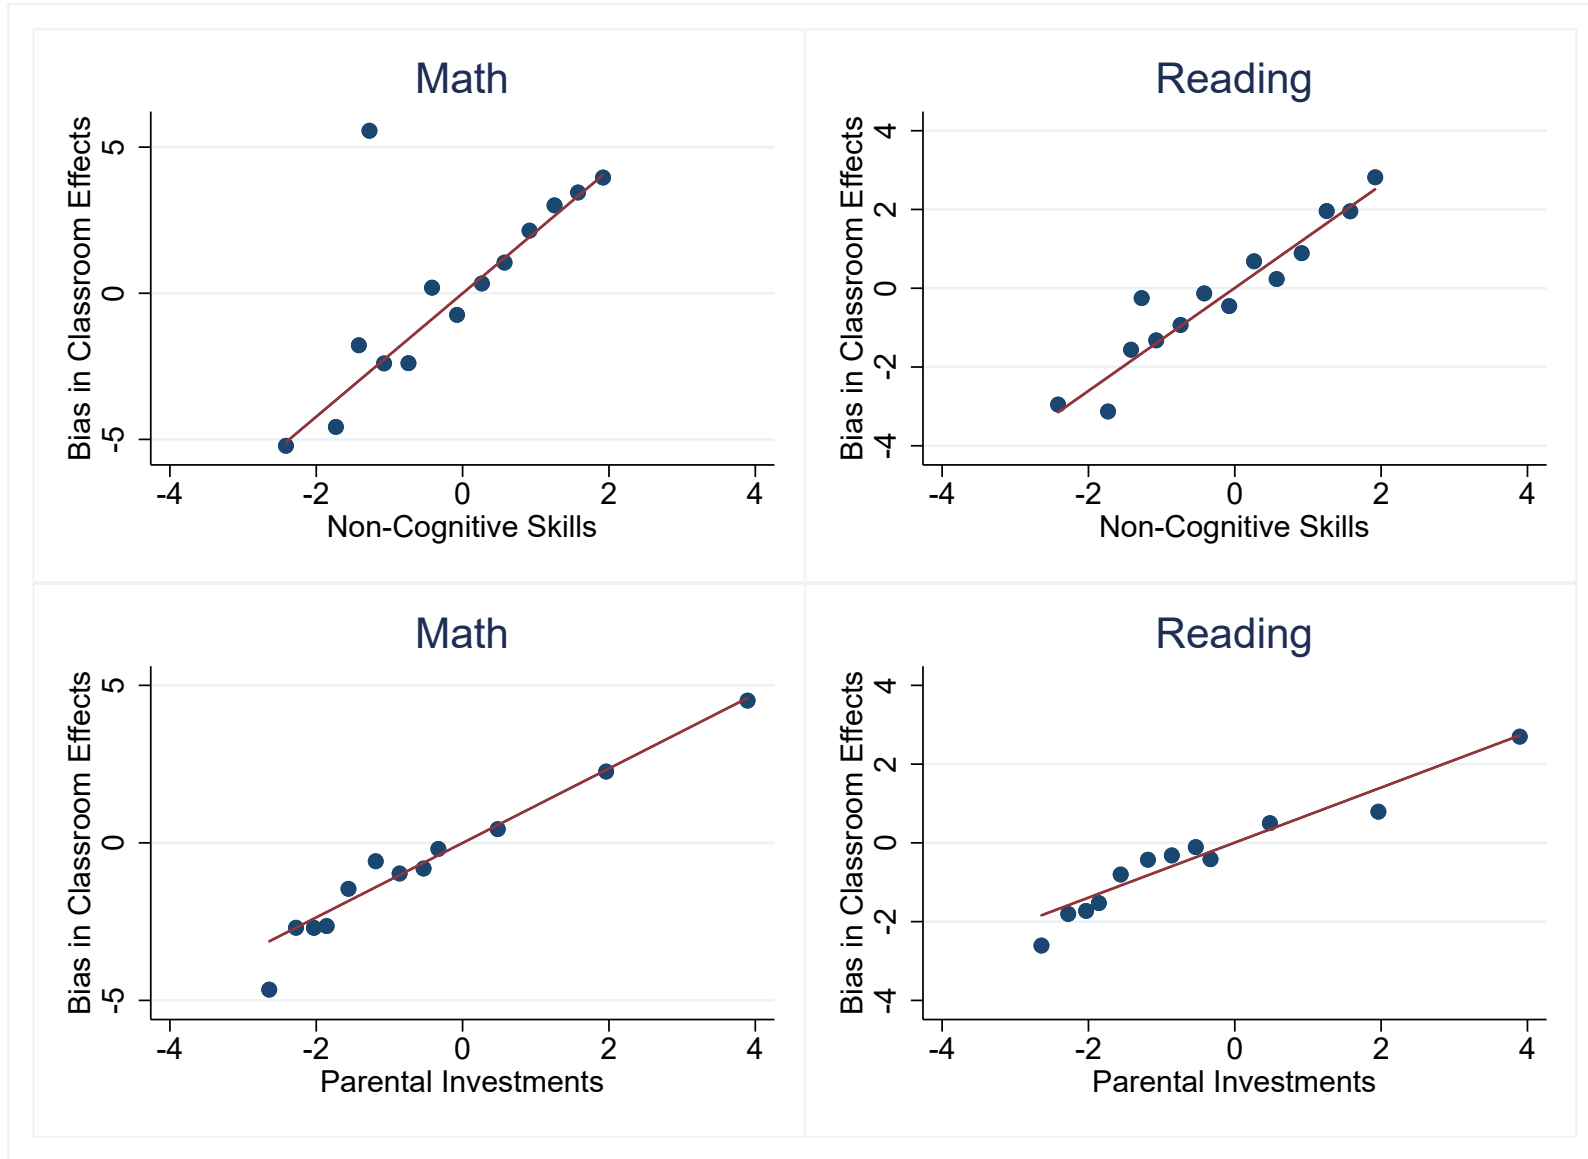 Math
Bias in Classroom Effects
5
0
-5
-4 -2 0 2 4
Non-Cognitive Skills
Reading
Bias in Classroom Effects
4
2
0
-2
-4
-4 -2 0 2 4
Non-Cognitive Skills
Math
Bias in Classroom Effects
5
0
-5
-4 -2 0 2 4
Parental Investments
Reading
Bias in Classroom Effects
4
2
0
-2
-4
-4 -2 0 2 4
Parental Investments